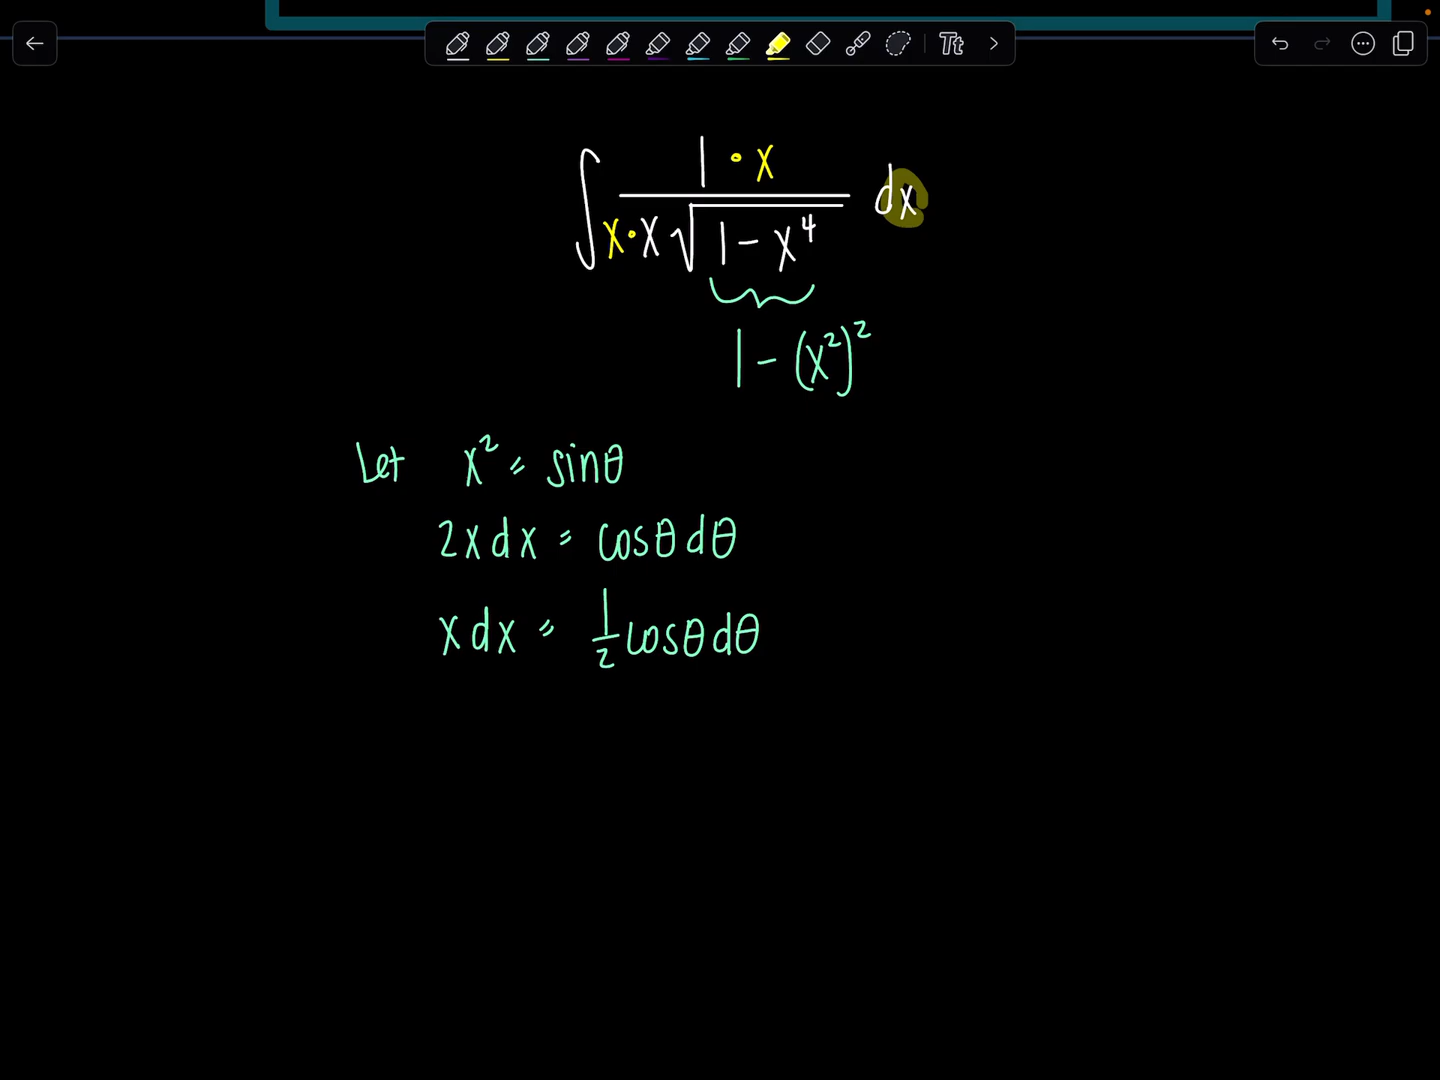 Tt
∫ 1 · x / x · x √(1 − x⁴) dx
1 − (x²)²
Let x² = sinθ
2x dx = cosθ dθ
x dx = 1/2 cosθ dθ